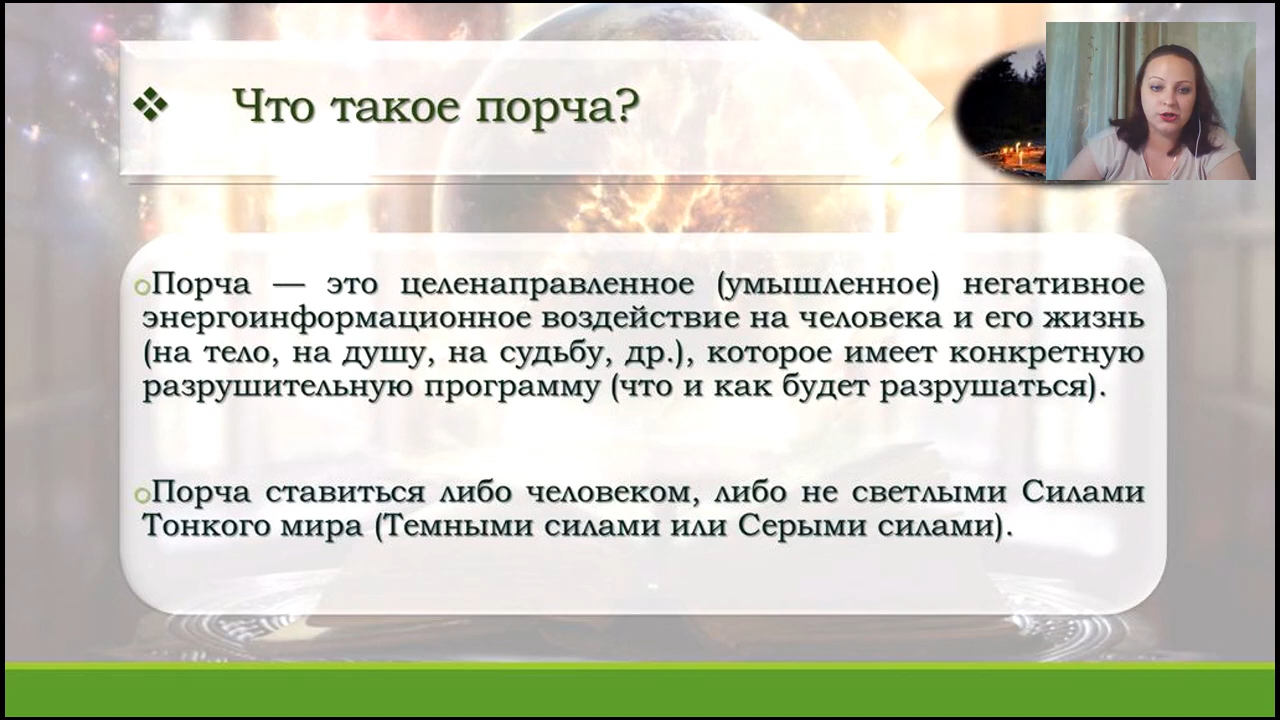 Что такое порча?
Порча — это целенаправленное (умышленное) негативное
энергоинформационное воздействие на человека и его жизнь
(на тело, на душу, на судьбу, др.), которое имеет конкретную
разрушительную программу (что и как будет разрушаться).
Порча ставиться либо человеком, либо не светлыми Силами
Тонкого мира (Темными силами или Серыми силами).